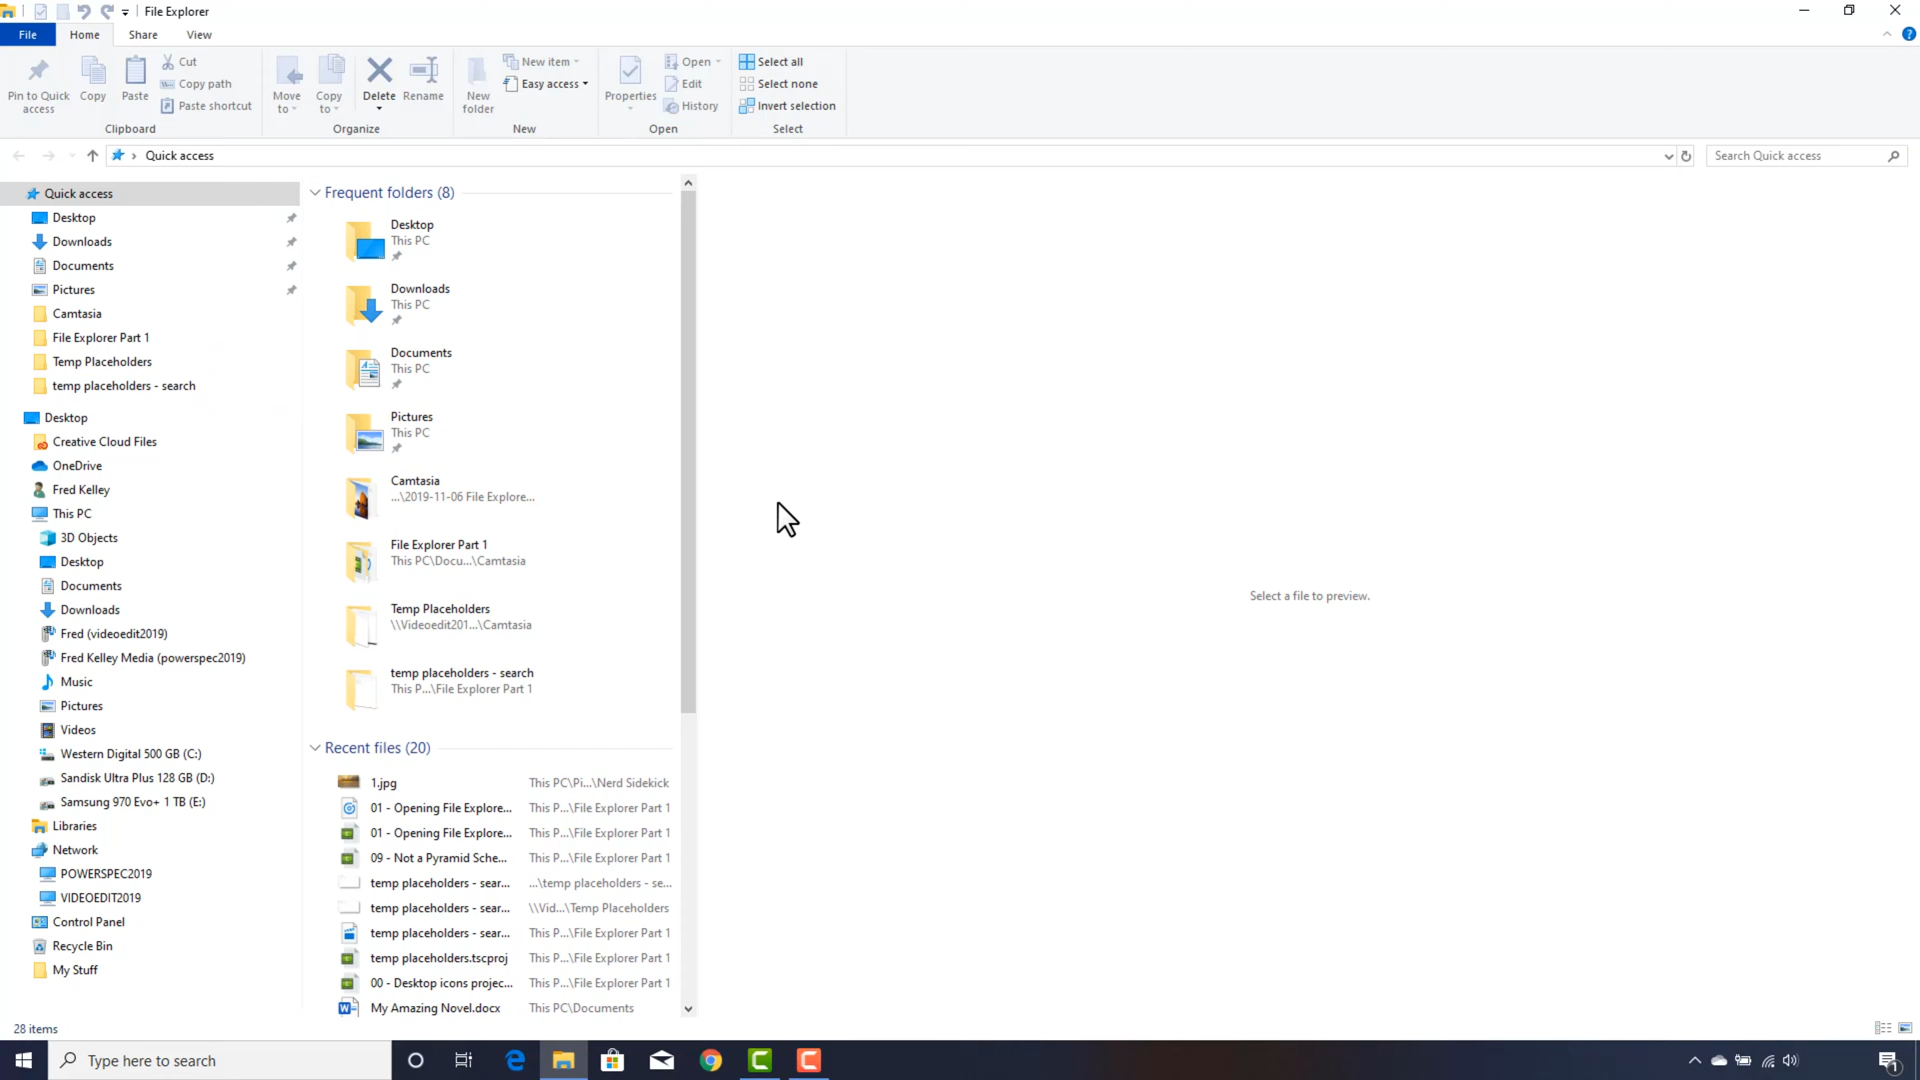 File Explorer
File Home Share View
Pin to Quick access
Copy
Paste
Cut
Copy path
Paste shortcut
Clipboard
Move to
Copy to
Delete
Rename
Organize
New folder
New item
Easy access
New
Properties
Open
Edit
History
Open
Select all
Select none
Invert selection
Select
Quick access
Search Quick access
Quick access
Desktop
Downloads
Documents
Pictures
Camtasia
File Explorer Part 1
Temp Placeholders
temp placeholders - search
Desktop
Creative Cloud Files
OneDrive
Fred Kelley
This PC
3D Objects
Desktop
Documents
Downloads
Fred (videoedit2019)
Fred Kelley Media (powerspec2019)
Music
Pictures
Videos
Western Digital 500 GB (C:)
Sandisk Ultra Plus 128 GB (D:)
Samsung 970 Evo+ 1 TB (E:)
Libraries
Network
POWERSPEC2019
VIDEOEDIT2019
Control Panel
Recycle Bin
My Stuff
Frequent folders (8)
Desktop
This PC
Downloads
This PC
Documents
This PC
Pictures
This PC
Camtasia
...\2019-11-06 File Explore...
File Explorer Part 1
This PC\Docu...\Camtasia
Temp Placeholders
\\Videoedit201...\Camtasia
temp placeholders - search
This P...\File Explorer Part 1
Recent files (20)
1.jpg This PC\Pi...\Nerd Sidekick
01 - Opening File Explore... This P...\File Explorer Part 1
01 - Opening File Explore... This P...\File Explorer Part 1
09 - Not a Pyramid Sche... This P...\File Explorer Part 1
temp placeholders - sear... ...\temp placeholders - se...
temp placeholders - sear... \\Vid...\Temp Placeholders
temp placeholders - sear... This P...\File Explorer Part 1
temp placeholders.tscproj This P...\File Explorer Part 1
00 - Desktop icons projec... This P...\File Explorer Part 1
My Amazing Novel.docx This PC\Documents
Select a file to preview.
28 items
Type here to search
1